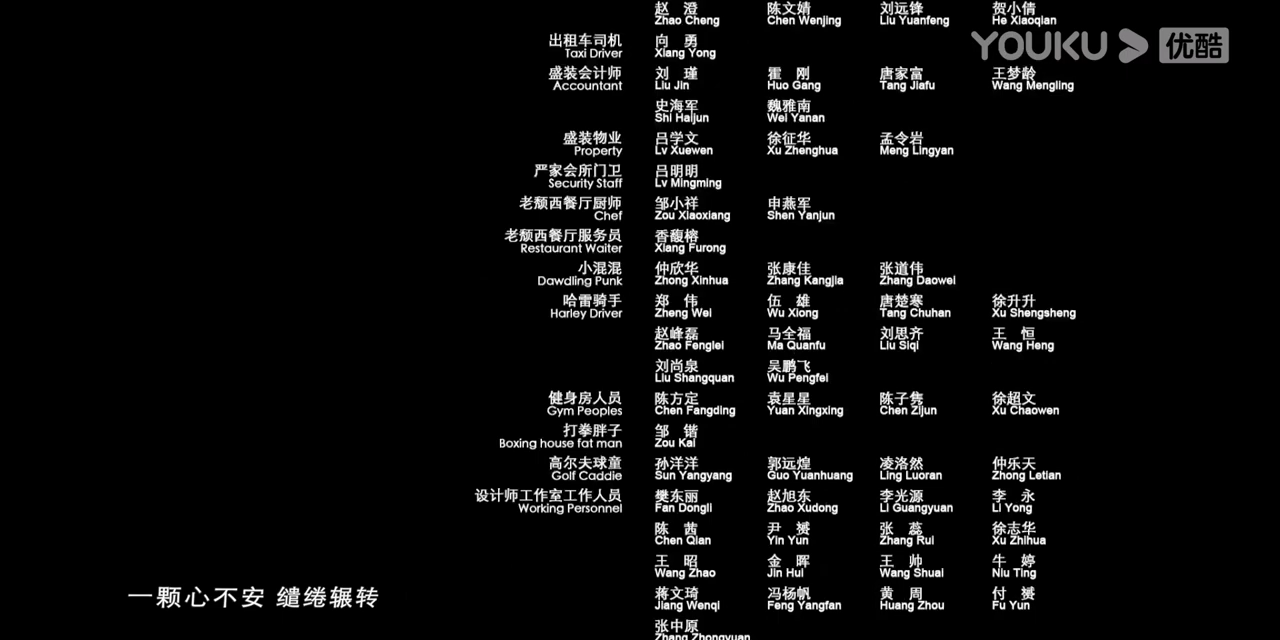 赵 澄 陈文婧 刘远锋 贺小倩
Zhao Cheng Chen Wenjing Liu Yuanfeng He Xiaoqian
YOUKU 优酷
出租车司机 向 勇
Taxi Driver Xiang Yong
盛装会计师 刘 瑾 霍 刚 唐家富 王梦龄
Accountant Liu Jin Huo Gang Tang Jiafu Wang Mengling
史海军 魏雅南
Shi Haijun Wei Yanan
盛装物业 吕学文 徐征华 孟令岩
Property Lv Xuewen Xu Zhenghua Meng Lingyan
严家会所门卫 吕明明
Security Staff Lv Mingming
老颓西餐厅厨师 邹小祥 申燕军
Chef Zou Xiaoxiang Shen Yanjun
老颓西餐厅服务员 香馥榕
Restaurant Waiter Xiang Furong
小混混 仲欣华 张康佳 张道伟
Dawdling Punk Zhong Xinhua Zhang Kangjia Zhang Daowei
哈雷骑手 郑 伟 伍 雄 唐楚寒 徐升升
Harley Driver Zheng Wei Wu Xiong Tang Chuhan Xu Shengsheng
赵峰磊 马全福 刘思齐 王 恒
Zhao Fenglei Ma Quanfu Liu Siqi Wang Heng
刘尚泉 吴鹏飞
Liu Shangquan Wu Pengfei
健身房人员 陈方定 袁星星 陈子隽 徐超文
Gym Peoples Chen Fangding Yuan Xingxing Chen Zijun Xu Chaowen
打拳胖子 邹 锴
Boxing house fat man Zou Kai
高尔夫球童 孙洋洋 郭远煌 凌洛然 仲乐天
Golf Caddie Sun Yangyang Guo Yuanhuang Ling Luoran Zhong Letian
设计师工作室工作人员 樊东丽 赵旭东 李光源 李 永
Working Personnel Fan Dongli Zhao Xudong Li Guangyuan Li Yong
陈 茜 尹 赟 张 蕊 徐志华
Chen Qian Yin Yun Zhang Rui Xu Zhihua
王 昭 金 晖 王 帅 牛 婷
Wang Zhao Jin Hui Wang Shuai Niu Ting
蒋文琦 冯杨帆 黄 周 付 赟
Jiang Wenqi Feng Yangfan Huang Zhou Fu Yun
一颗心不安 缱绻辗转
张中原
Zhang Zhongyuan